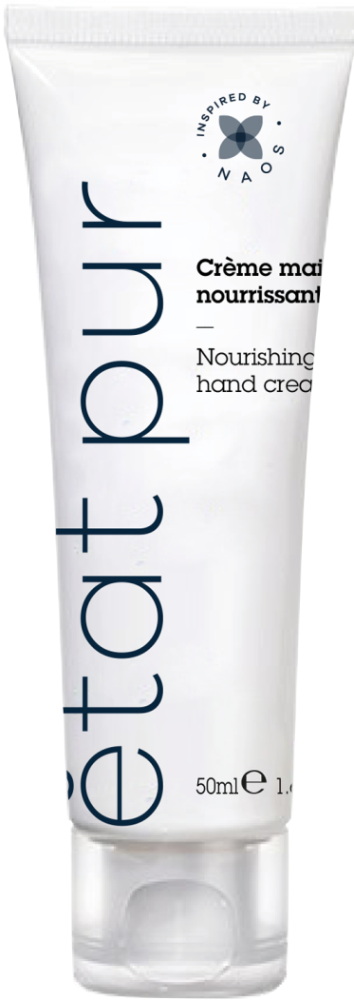 INSPIRED BY
NAOS
état pur
Crème mai
nourrissant
Nourishing
hand crea
50ml e 1.